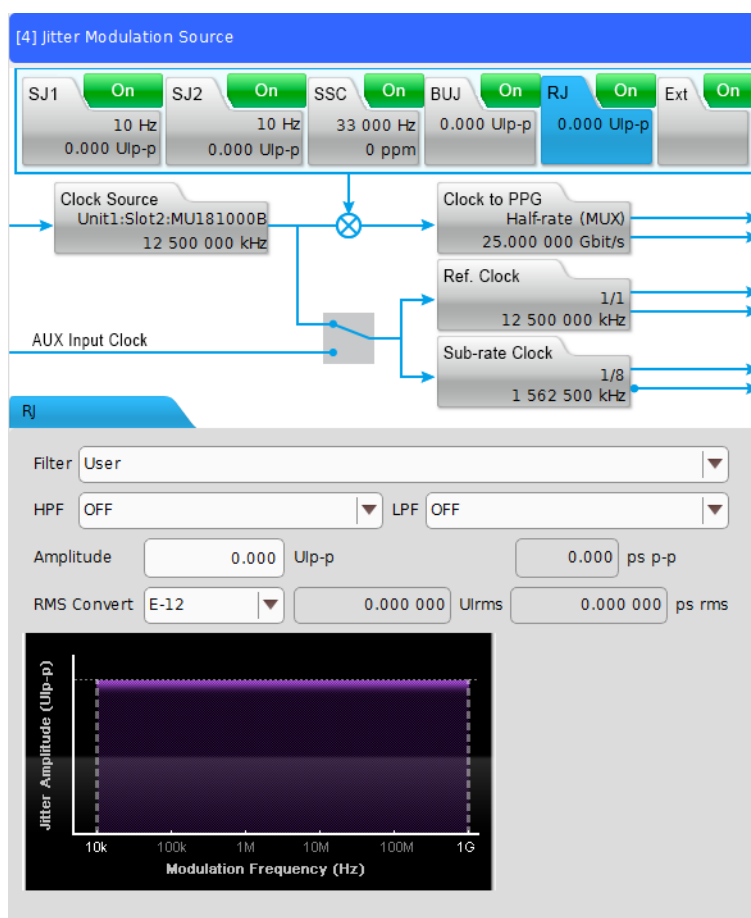 [4] Jitter Modulation Source
SJ1 On SJ2 On SSC On BUJ On RJ On Ext On
10 Hz 10 Hz 33 000 Hz 0.000 UIp-p 0.000 UIp-p
0.000 UIp-p 0.000 UIp-p 0 ppm
Clock Source
Unit1:Slot2:MU181000B
12 500 000 kHz
Clock to PPG
Half-rate (MUX)
25.000 000 Gbit/s
Ref. Clock
1/1
12 500 000 kHz
AUX Input Clock
Sub-rate Clock
1/8
1 562 500 kHz
RJ
Filter User
HPF OFF LPF OFF
Amplitude 0.000 UIp-p 0.000 ps p-p
RMS Convert E-12 0.000 000 UIrms 0.000 000 ps rms
Jitter Amplitude (UIp-p)
10k 100k 1M 10M 100M 1G
Modulation Frequency (Hz)